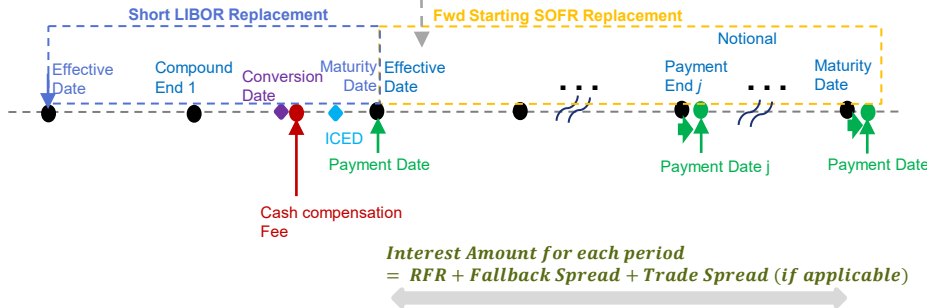 Short LIBOR Replacement
Fwd Starting SOFR Replacement
Notional
Effective
Date
Compound
End 1
Conversion
Date
Maturity
Date
Effective
Date
Payment
End j
Maturity
Date
...
...
ICED
Payment Date
Payment Date j
Payment Date
Cash compensation
Fee
Interest Amount for each period
= RFR + Fallback Spread + Trade Spread (if applicable)